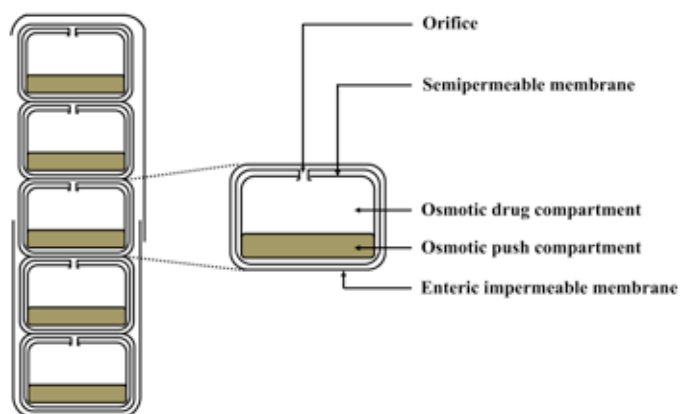 Orifice
Semipermeable membrane
Osmotic drug compartment
Osmotic push compartment
Enteric impermeable membrane